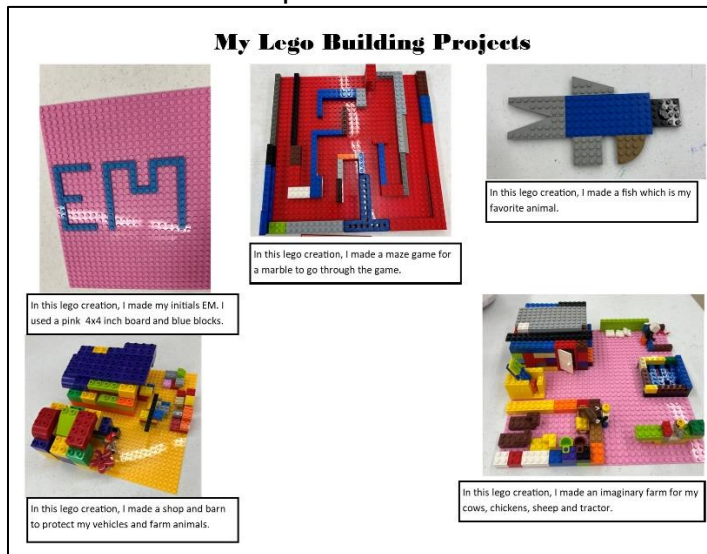 My Lego Building Projects
EM
In this lego creation, I made a fish which is my
favorite animal.
In this lego creation, I made a maze game for
a marble to go through the game.
In this lego creation, I made my initials EM. I
used a pink 4x4 inch board and blue blocks.
In this lego creation, I made an imaginary farm for my
cows, chickens, sheep and tractor.
In this lego creation, I made a shop and barn
to protect my vehicles and farm animals.